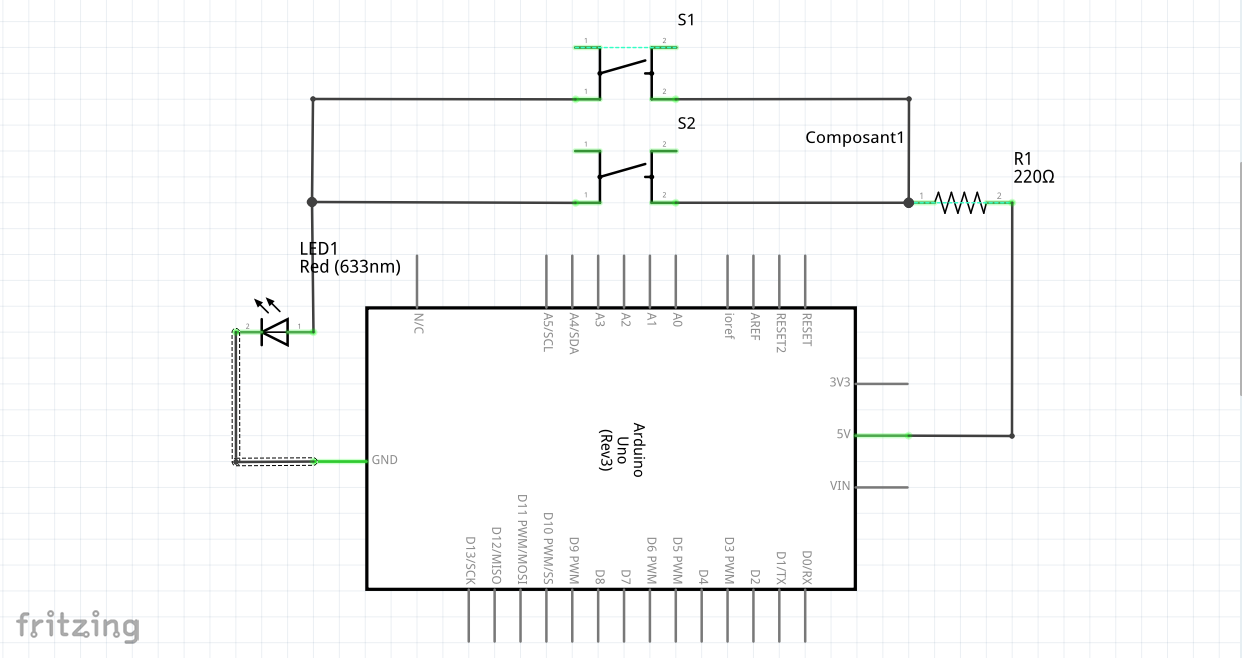 S1
1
2
1
2
S2
1
2
1
2
Composant1
R1
220Ω
1
2
LED1
Red (633nm)
2
1
N/C
A5/SCL
A4/SDA
A3
A2
A1
A0
ioref
AREF
RESET2
RESET
3V3
5V
VIN
GND
Arduino
Uno
(Rev3)
D13/SCK
D12/MISO
D11 PWM/MOSI
D10 PWM/SS
D9 PWM
D8
D7
D6 PWM
D5 PWM
D4
D3 PWM
D2
D1/TX
D0/RX
fritzing